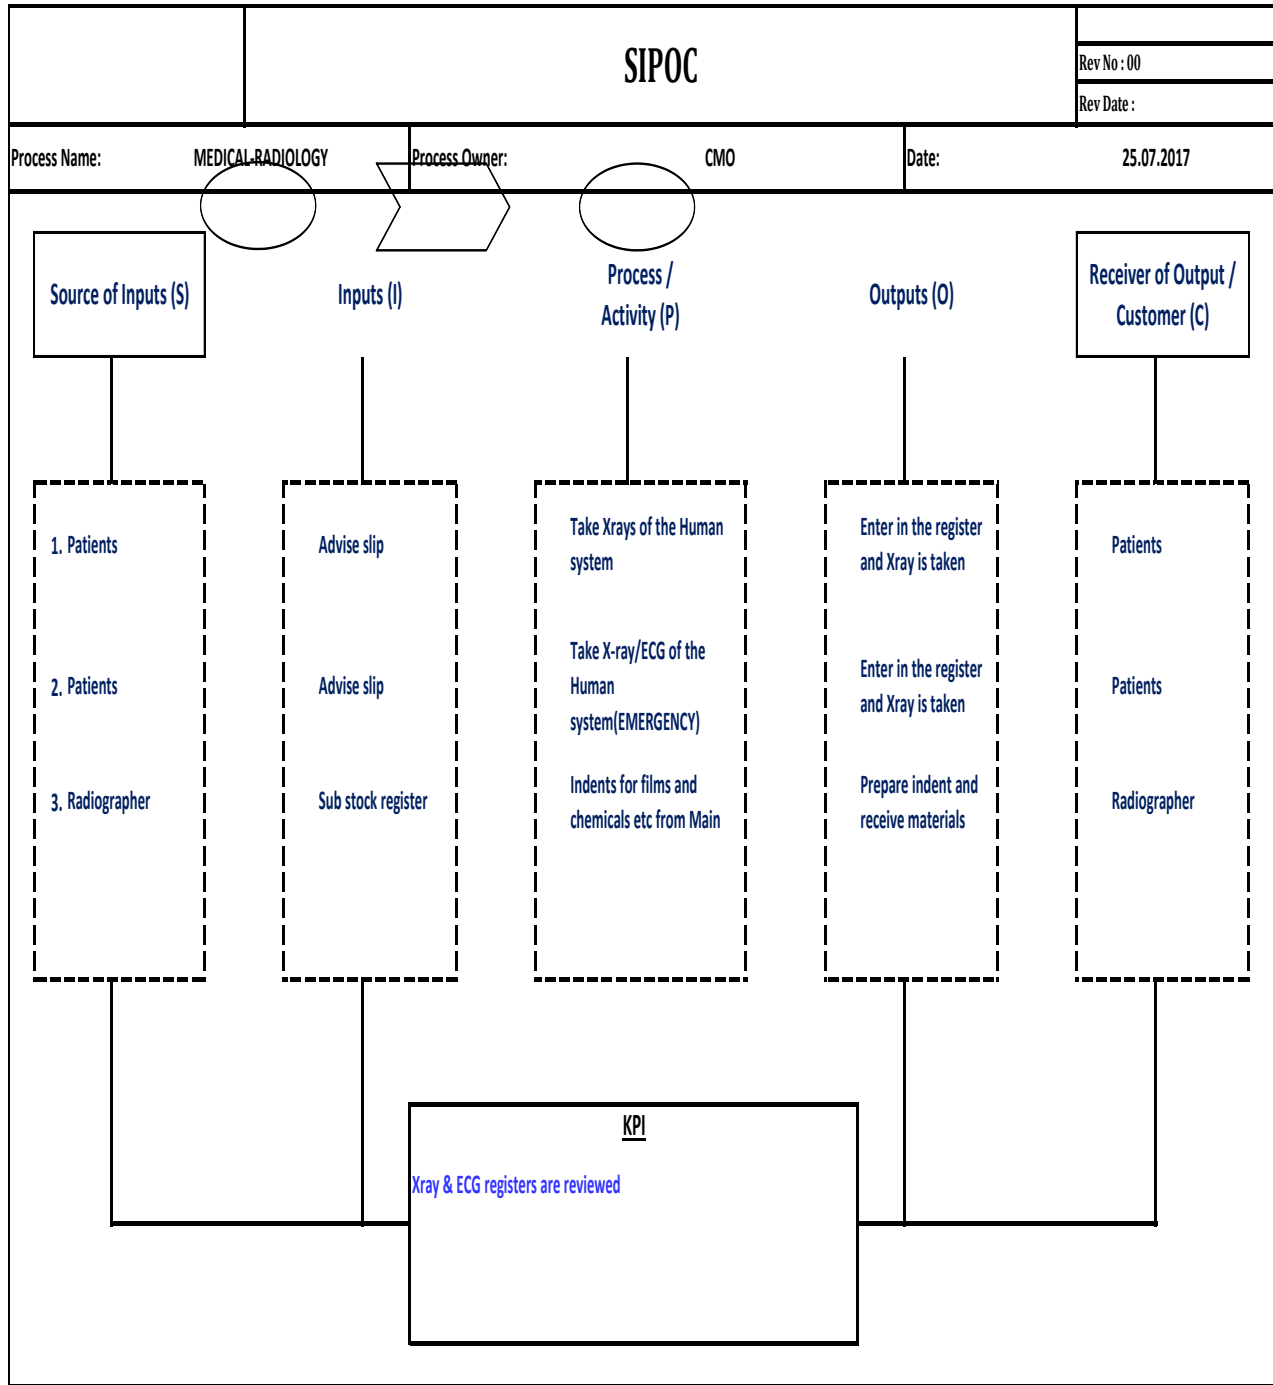 SIPOC
Rev No : 00
Rev Date :
Process Name: MEDICAL-RADIOLOGY Process Owner: CMO Date: 25.07.2017
Source of Inputs (S)
Inputs (I)
Process /
Activity (P)
Outputs (O)
Receiver of Output /
Customer (C)
1. Patients
Advise slip
Take Xrays of the Human
system
Enter in the register
and Xray is taken
Patients
2. Patients
Advise slip
Take X-ray/ECG of the
Human
system(EMERGENCY)
Enter in the register
and Xray is taken
Patients
3. Radiographer
Sub stock register
Indents for films and
chemicals etc from Main
Prepare indent and
receive materials
Radiographer
KPI
Xray & ECG registers are reviewed